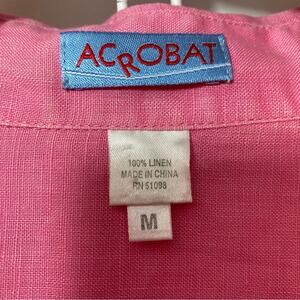 ACROBAT
100% LINEN
MADE IN CHINA
RN 51098
M